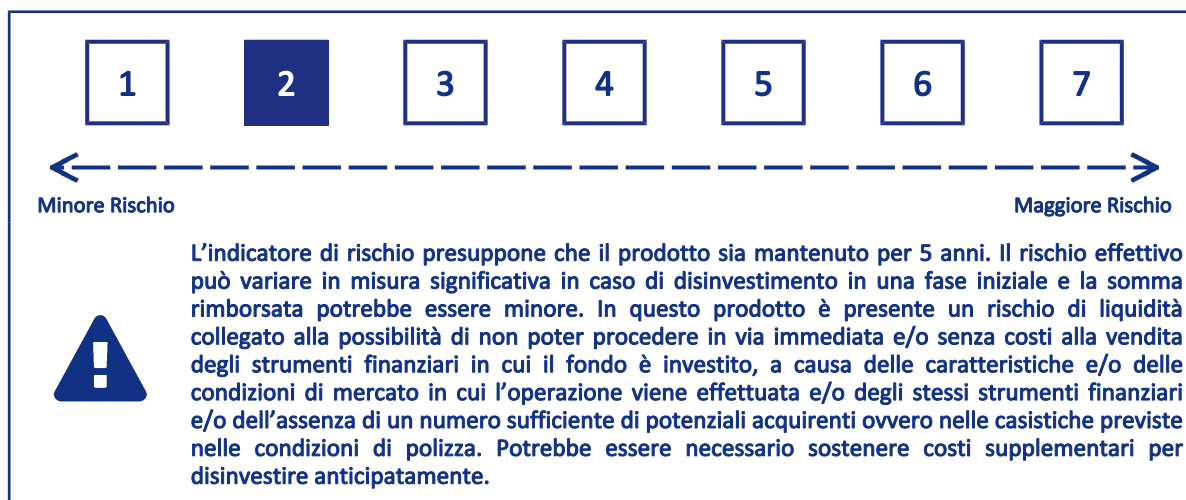 1 2 3 4 5 6 7
Minore Rischio Maggiore Rischio
L’indicatore di rischio presuppone che il prodotto sia mantenuto per 5 anni. Il rischio effettivo
può variare in misura significativa in caso di disinvestimento in una fase iniziale e la somma
rimborsata potrebbe essere minore. In questo prodotto è presente un rischio di liquidità
collegato alla possibilità di non poter procedere in via immediata e/o senza costi alla vendita
degli strumenti finanziari in cui il fondo è investito, a causa delle caratteristiche e/o delle
condizioni di mercato in cui l’operazione viene effettuata e/o degli stessi strumenti finanziari
e/o dell’assenza di un numero sufficiente di potenziali acquirenti ovvero nelle casistiche previste
nelle condizioni di polizza. Potrebbe essere necessario sostenere costi supplementari per
disinvestire anticipatamente.